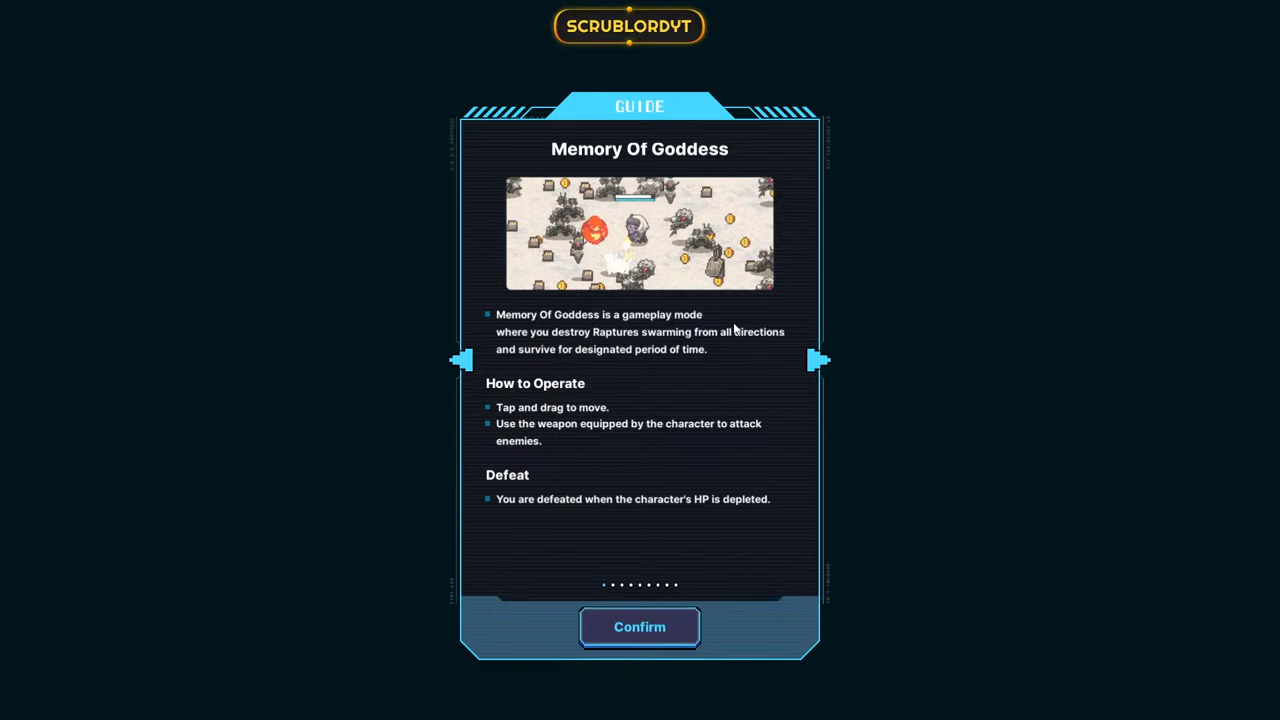 SCRUBLORDYT
GUIDE
Memory Of Goddess
Memory Of Goddess is a gameplay mode
where you destroy Raptures swarming from all directions
and survive for designated period of time.
How to Operate
Tap and drag to move.
Use the weapon equipped by the character to attack
enemies.
Defeat
You are defeated when the character's HP is depleted.
Confirm